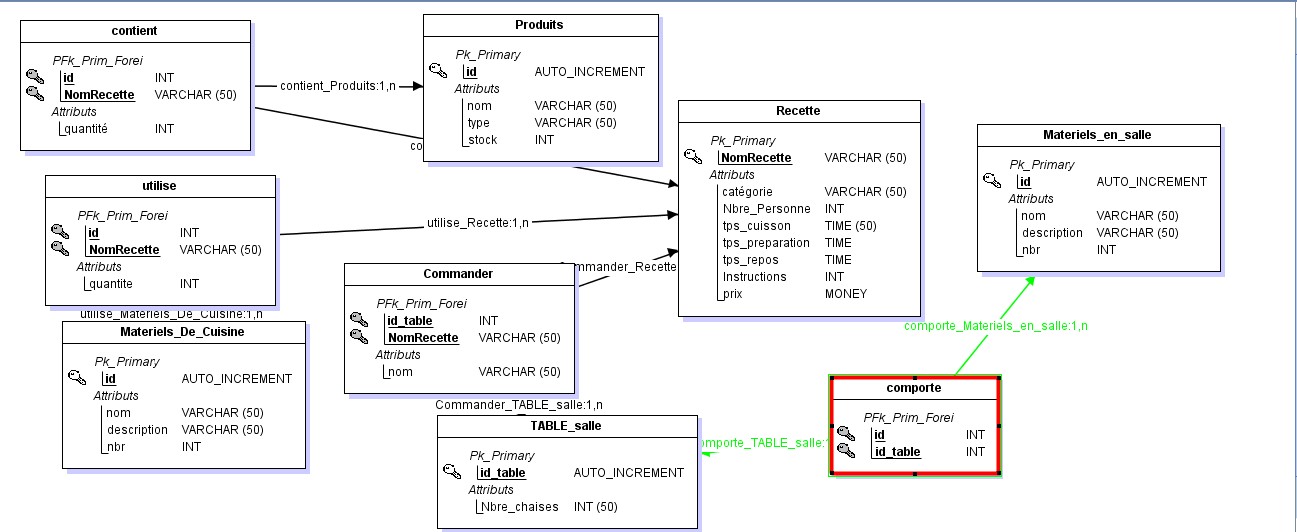 contient
PFk_Prim_Forei
id INT
NomRecette VARCHAR (50)
Attributs
quantité INT
contient_Produits:1,n
co
Produits
Pk_Primary
id AUTO_INCREMENT
Attributs
nom VARCHAR (50)
type VARCHAR (50)
stock INT
Recette
Pk_Primary
NomRecette VARCHAR (50)
Attributs
catégorie VARCHAR (50)
Nbre_Personne INT
tps_cuisson TIME (50)
tps_preparation TIME
tps_repos TIME
Instructions INT
prix MONEY
Materiels_en_salle
Pk_Primary
id AUTO_INCREMENT
Attributs
nom VARCHAR (50)
description VARCHAR (50)
nbr INT
utilise
PFk_Prim_Forei
id INT
NomRecette VARCHAR (50)
Attributs
quantite INT
utilise_Recette:1,n
utilise_Materiels_De_Cuisine:1,n
Materiels_De_Cuisine
Pk_Primary
id AUTO_INCREMENT
Attributs
nom VARCHAR (50)
description VARCHAR (50)
nbr INT
Commander
PFk_Prim_Forei
id_table INT
NomRecette VARCHAR (50)
Attributs
nom VARCHAR (50)
ommander_Recette
Commander_TABLE_salle:1,n
TABLE_salle
Pk_Primary
id_table AUTO_INCREMENT
Attributs
Nbre_chaises INT (50)
comporte_Materiels_en_salle:1,n
omporte_TABLE_salle:
comporte
PFk_Prim_Forei
id INT
id_table INT